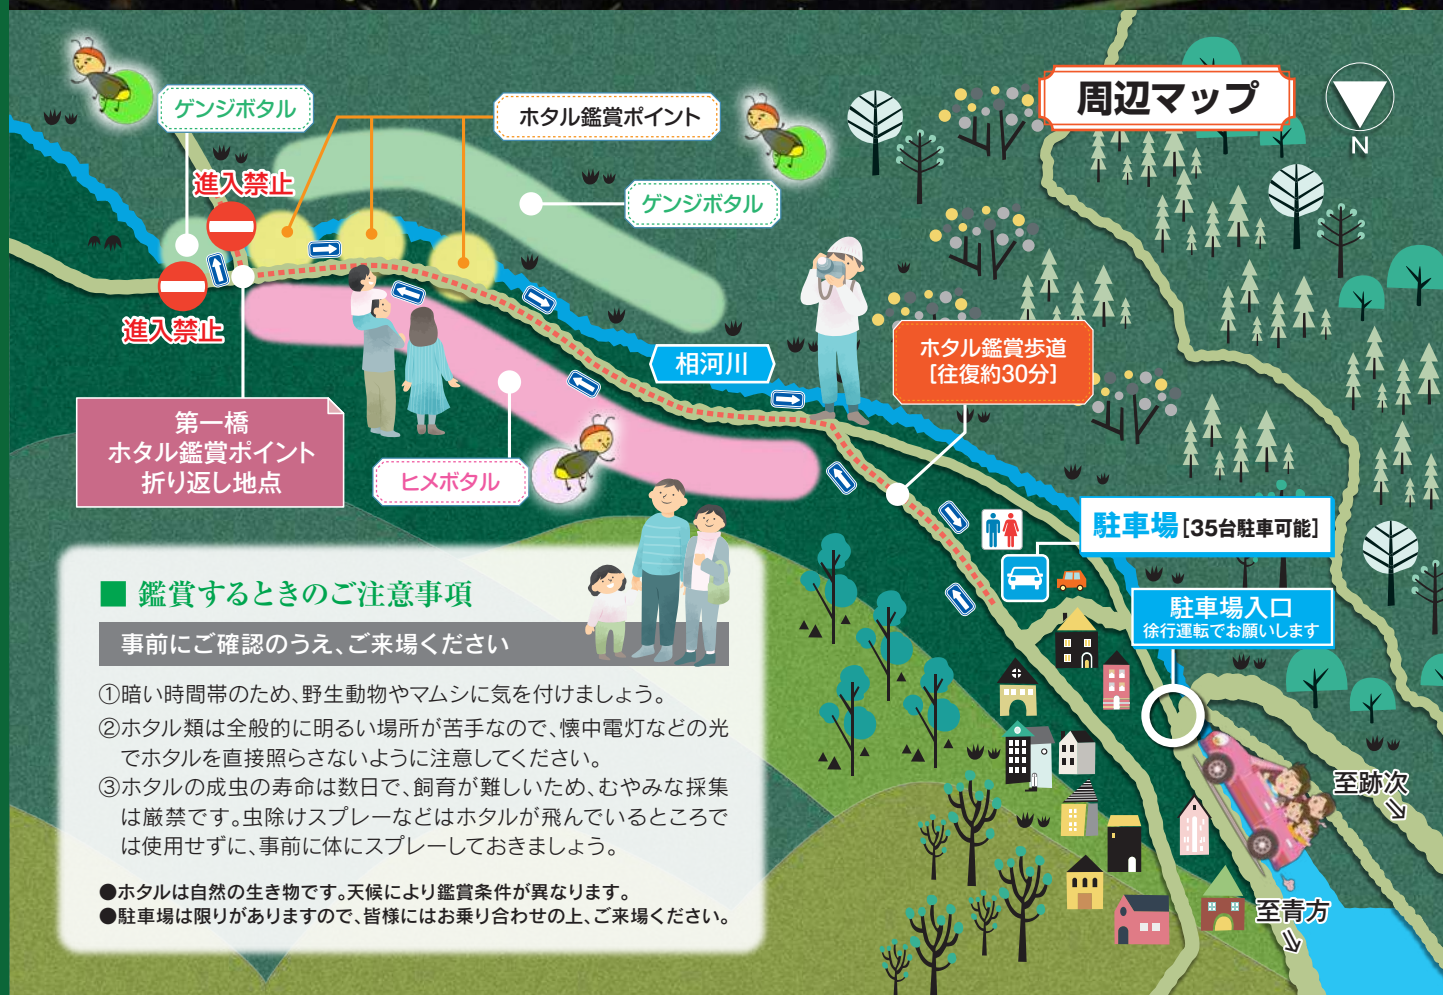 周辺マップ
N
ゲンジボタル
ホタル鑑賞ポイント
ゲンジボタル
進入禁止
進入禁止
相河川
ホタル鑑賞歩道
[往復約30分]
第一橋
ホタル鑑賞ポイント
折り返し地点
ヒメボタル
駐車場[35台駐車可能]
駐車場入口
徐行運転でお願いします
至跡次
至青方
■ 鑑賞するときのご注意事項
事前にご確認のうえ、ご来場ください
①暗い時間帯のため、野生動物やマムシに気を付けましょう。
②ホタル類は全般的に明るい場所が苦手なので、懐中電灯などの光
でホタルを直接照らさないように注意してください。
③ホタルの成虫の寿命は数日で、飼育が難しいため、むやみな採集
は厳禁です。虫除けスプレーなどはホタルが飛んでいるところで
は使用せずに、事前に体にスプレーしておきましょう。
●ホタルは自然の生き物です。天候により鑑賞条件が異なります。
●駐車場は限りがありますので、皆様にはお乗り合わせの上、ご来場ください。